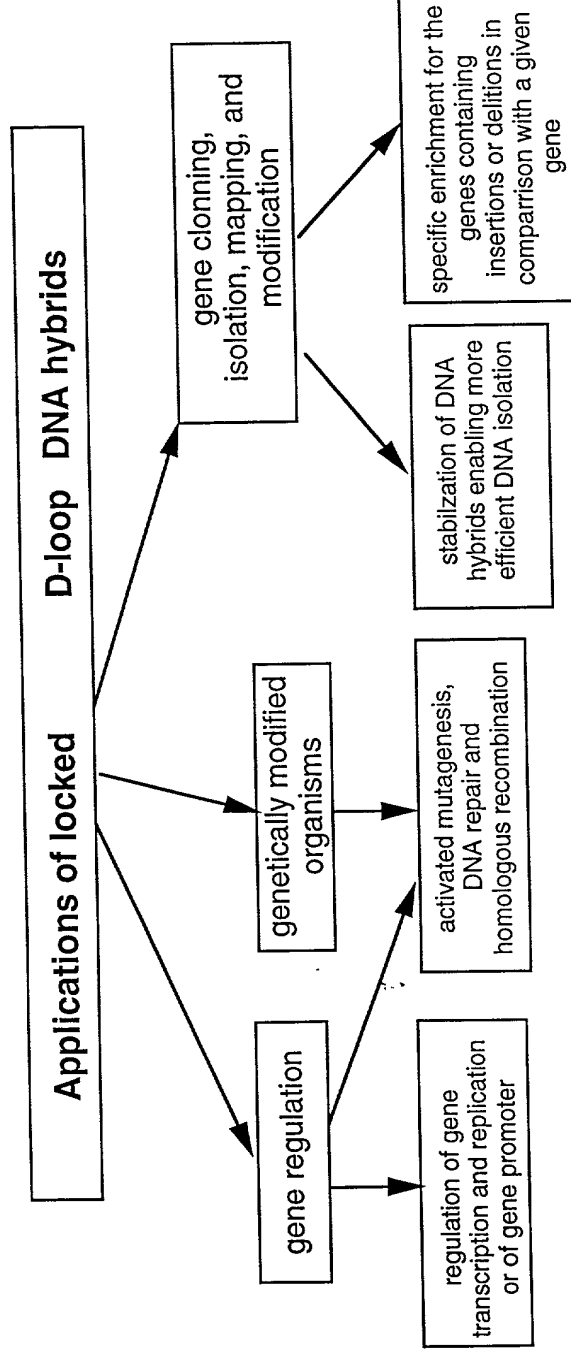 Applications of locked D-loop DNA hybrids
gene regulation
genetically modified
organisms
gene clonning,
isolation, mapping, and
modification
regulation of gene
transcription and replication
or of gene promoter
activated mutagenesis,
DNA repair and
homologous recombination
stabilzation of DNA
hybrids enabling more
efficient DNA isolation
specific enrichment for the
genes containing
insertions or delitions in
comparrison with a given
gene